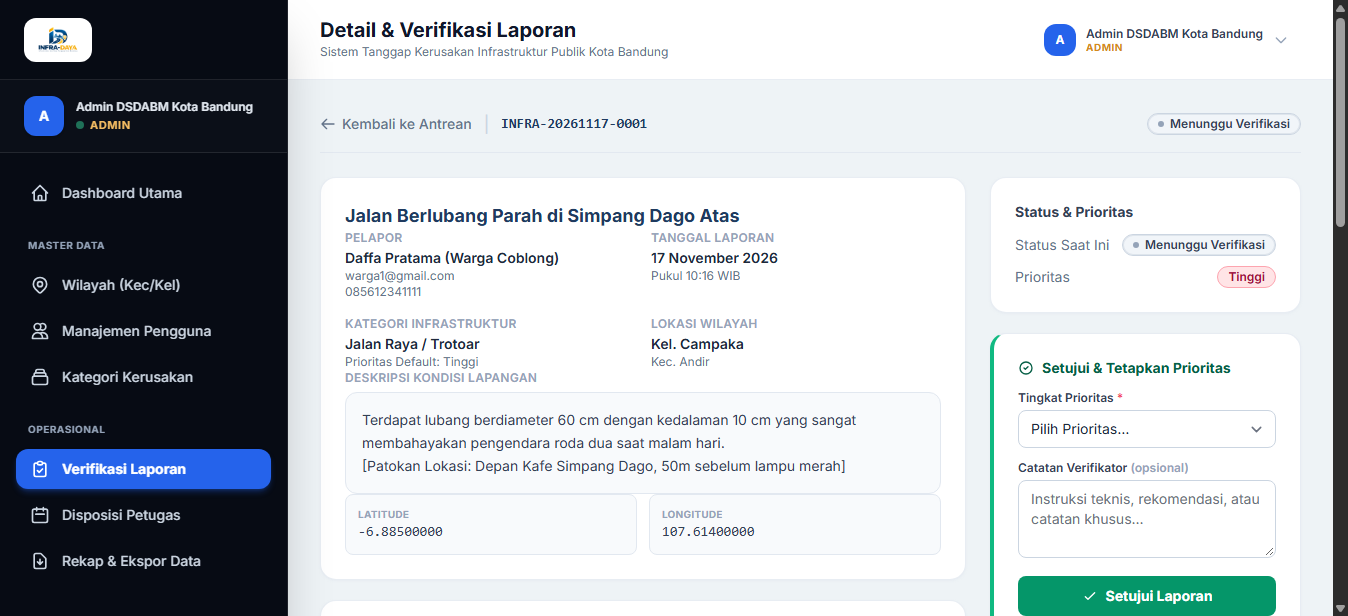 INFRA-DAYA
Admin DSDABM Kota Bandung
A
ADMIN
Dashboard Utama
MASTER DATA
Wilayah (Kec/Kel)
Manajemen Pengguna
Kategori Kerusakan
OPERASIONAL
Verifikasi Laporan
Disposisi Petugas
Rekap & Ekspor Data
Detail & Verifikasi Laporan
Sistem Tanggap Kerusakan Infrastruktur Publik Kota Bandung
A
Admin DSDABM Kota Bandung
ADMIN
Kembali ke Antrean
INFRA-20261117-0001
Menunggu Verifikasi
Jalan Berlubang Parah di Simpang Dago Atas
PELAPOR
Daffa Pratama (Warga Coblong)
warga1@gmail.com
085612341111
TANGGAL LAPORAN
17 November 2026
Pukul 10:16 WIB
KATEGORI INFRASTRUKTUR
Jalan Raya / Trotoar
Prioritas Default: Tinggi
LOKASI WILAYAH
Kel. Campaka
Kec. Andir
DESKRIPSI KONDISI LAPANGAN
Terdapat lubang berdiameter 60 cm dengan kedalaman 10 cm yang sangat
membahayakan pengendara roda dua saat malam hari.
[Patokan Lokasi: Depan Kafe Simpang Dago, 50m sebelum lampu merah]
LATITUDE
-6.88500000
LONGITUDE
107.61400000
Status & Prioritas
Status Saat Ini
Menunggu Verifikasi
Prioritas
Tinggi
Setujui & Tetapkan Prioritas
Tingkat Prioritas *
Pilih Prioritas...
Catatan Verifikator (opsional)
Instruksi teknis, rekomendasi, atau
catatan khusus...
Setujui Laporan